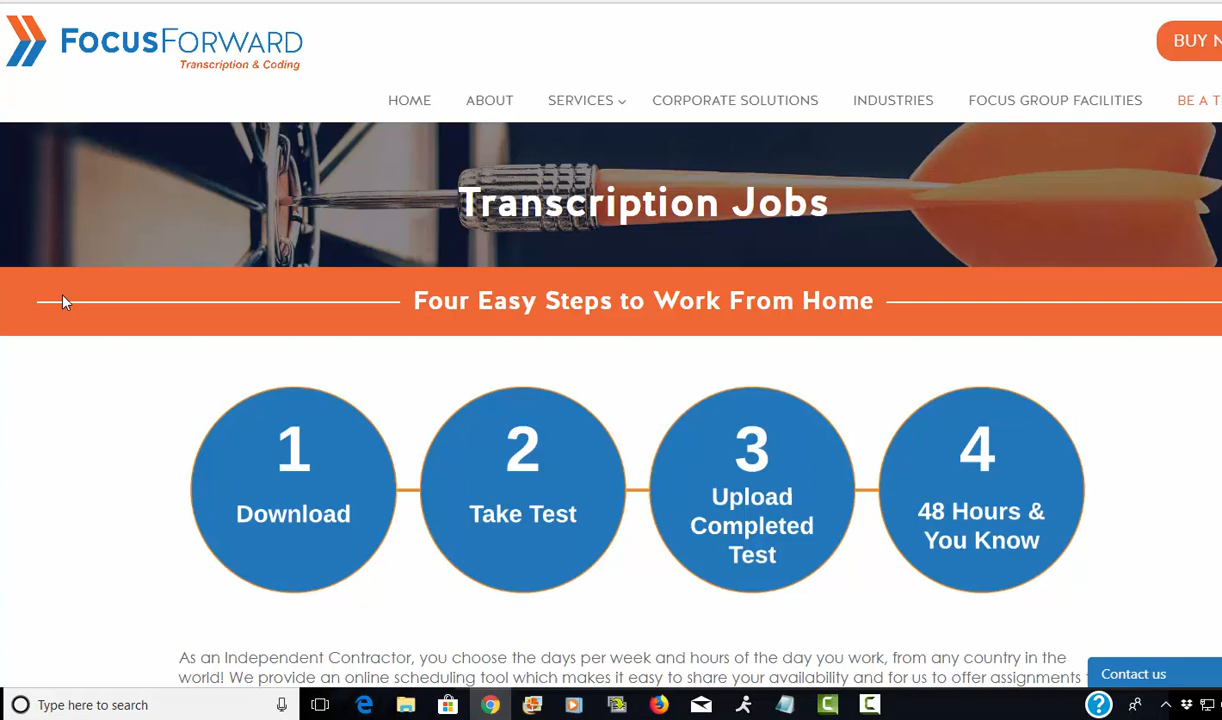 FOCUSFORWARD
Transcription & Coding
BUY N
HOME ABOUT SERVICES CORPORATE SOLUTIONS INDUSTRIES FOCUS GROUP FACILITIES BE A T
Transcription Jobs
Four Easy Steps to Work From Home
1
Download
2
Take Test
3
Upload
Completed
Test
4
48 Hours &
You Know
As an Independent Contractor, you choose the days per week and hours of the day you work, from any country in the
world! We provide an online scheduling tool which makes it easy to share your availability and for us to offer assignments
Contact us
Type here to search